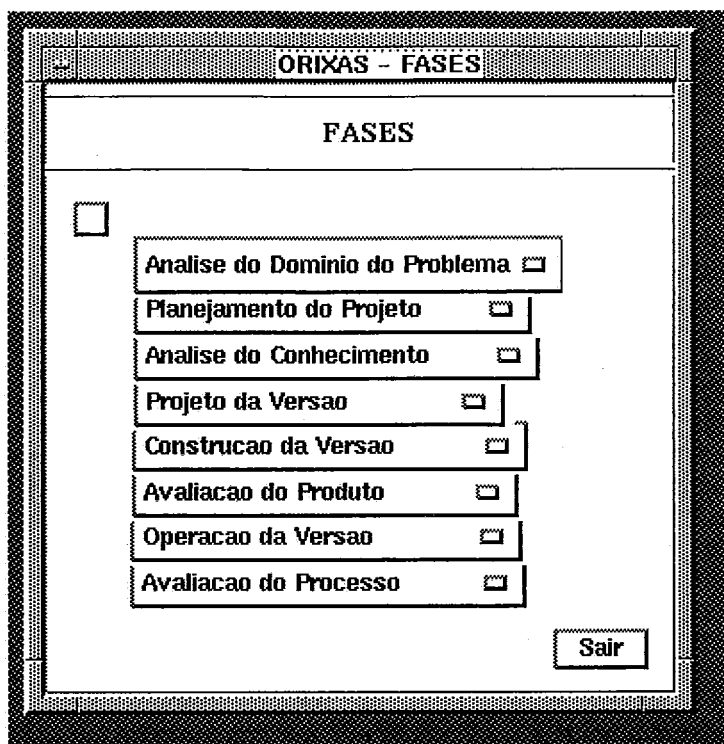 ORIXAS - FASES
FASES
Analise do Dominio do Problema
Planejamento do Projeto
Analise do Conhecimento
Projeto da Versao
Construcao da Versao
Avaliacao do Produto
Operacao da Versao
Avaliacao do Processo
Sair